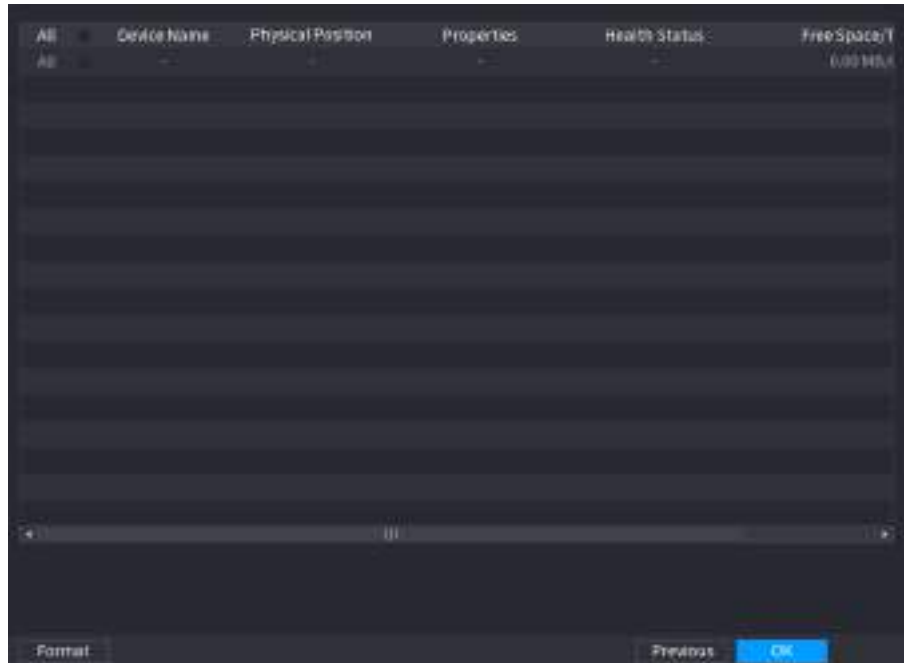 All Device Name Physical Position Properties Health Status Free Space/T
All - - - - 0.00 MB/
Format Previous OK